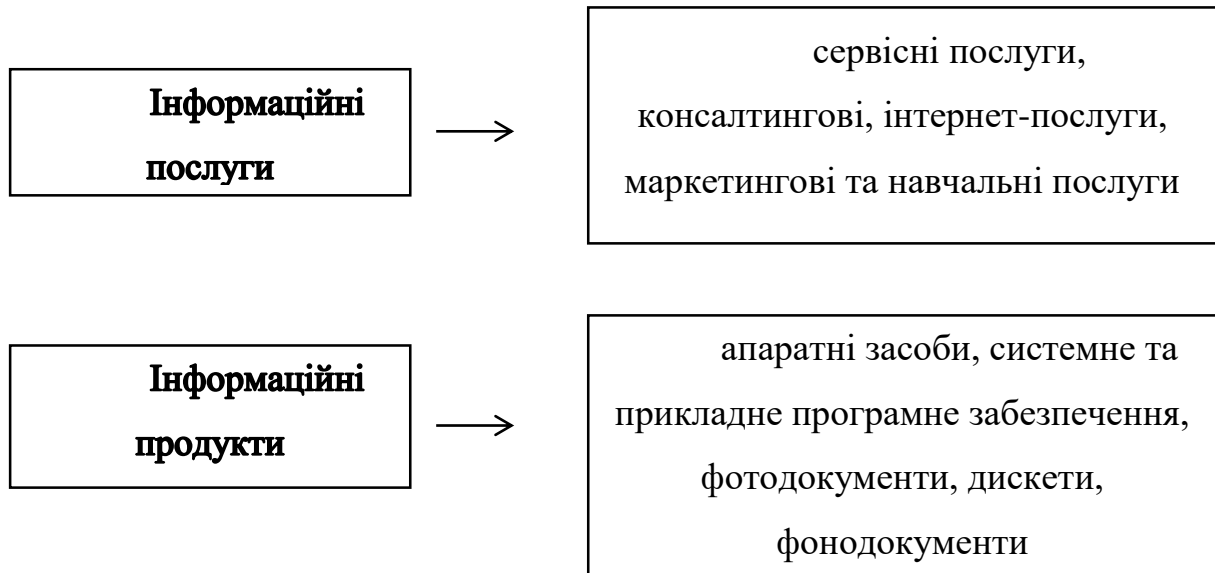 Інформаційні
послуги
сервісні послуги,
консалтингові, інтернет-послуги,
маркетингові та навчальні послуги
Інформаційні
продукти
апаратні засоби, системне та
прикладне програмне забезпечення,
фотодокументи, дискети,
фонодокументи